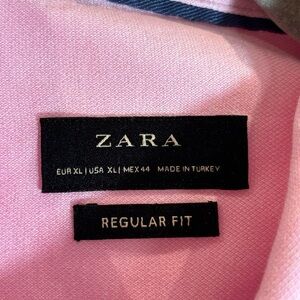 ZARA
EUR XL | USA XL | MEX 44 MADE IN TURKEY
REGULAR FIT